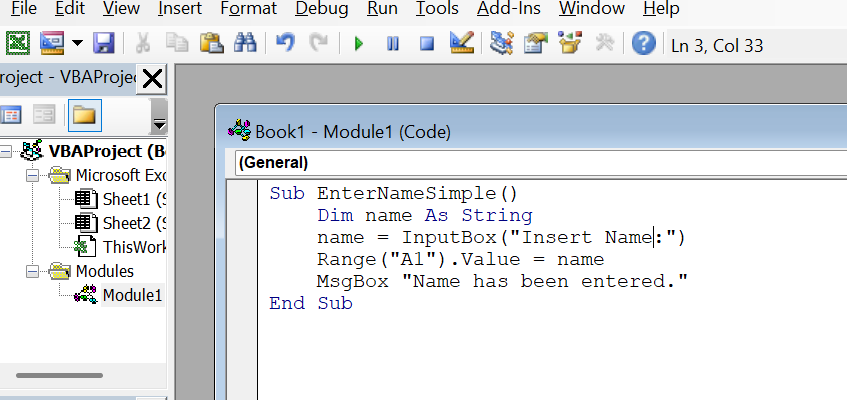 File Edit View Insert Format Debug Run Tools Add-Ins Window Help
Ln 3, Col 33
roject - VBAProje
VBAProject (B
Microsoft Exc
Sheet1 (S
Sheet2 (S
ThisWork
Modules
Module1
Book1 - Module1 (Code)
(General)
Sub EnterNameSimple()
Dim name As String
name = InputBox("Insert Name:")
Range("A1").Value = name
MsgBox "Name has been entered."
End Sub